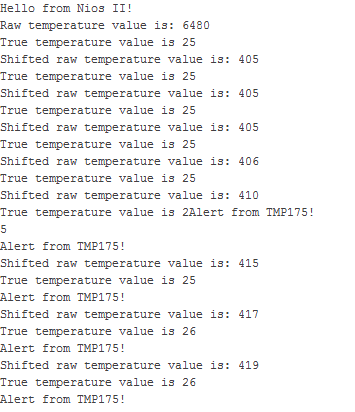 Hello from Nios II!
Raw temperature value is: 6480
True temperature value is 25
Shifted raw temperature value is: 405
True temperature value is 25
Shifted raw temperature value is: 405
True temperature value is 25
Shifted raw temperature value is: 405
True temperature value is 25
Shifted raw temperature value is: 406
True temperature value is 25
Shifted raw temperature value is: 410
True temperature value is 2Alert from TMP175!
5
Alert from TMP175!
Shifted raw temperature value is: 415
True temperature value is 25
Alert from TMP175!
Shifted raw temperature value is: 417
True temperature value is 26
Alert from TMP175!
Shifted raw temperature value is: 419
True temperature value is 26
Alert from TMP175!